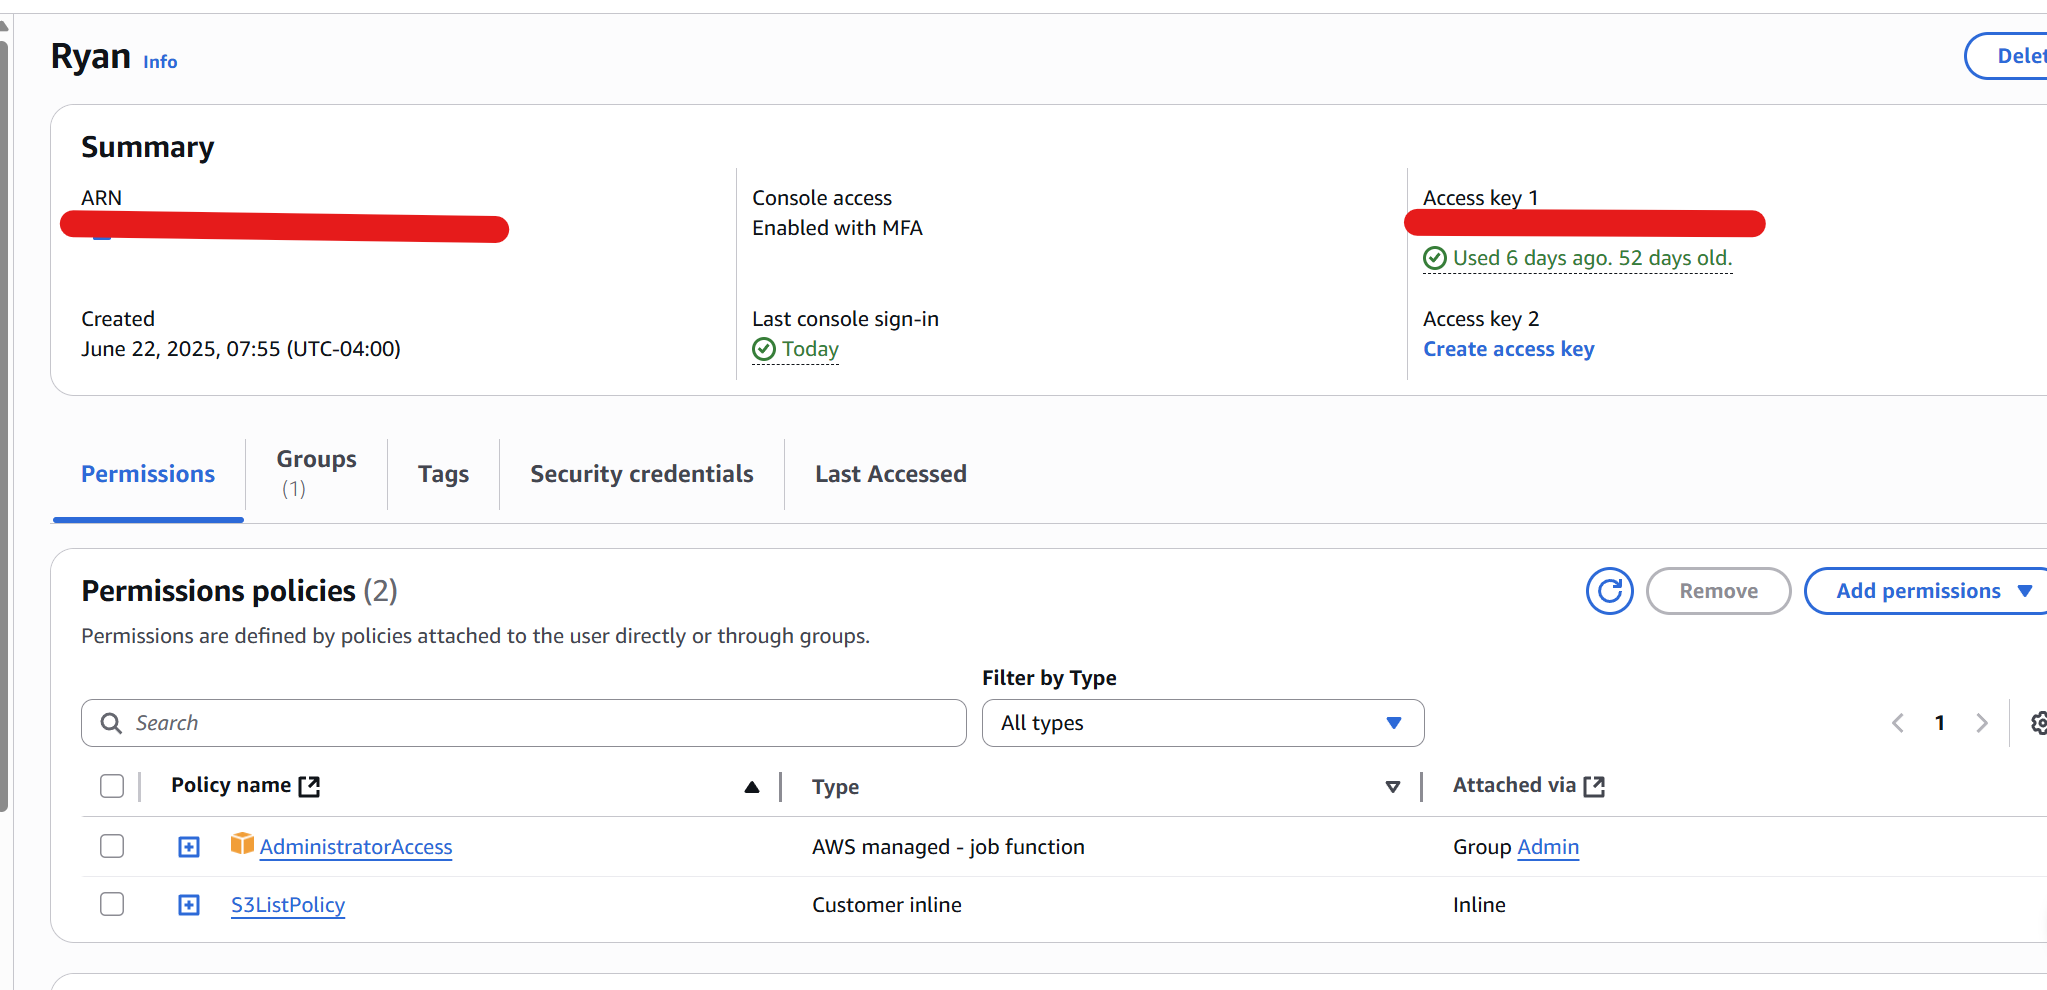 Ryan Info
Delet
Summary
ARN
Console access
Enabled with MFA
Access key 1
Used 6 days ago. 52 days old.
Created
June 22, 2025, 07:55 (UTC-04:00)
Last console sign-in
Today
Access key 2
Create access key
Permissions
Groups
(1)
Tags
Security credentials
Last Accessed
Permissions policies (2)
Remove
Add permissions
Permissions are defined by policies attached to the user directly or through groups.
Filter by Type
Search
All types
1
Policy name
Type
Attached via
AdministratorAccess
AWS managed - job function
Group Admin
S3ListPolicy
Customer inline
Inline